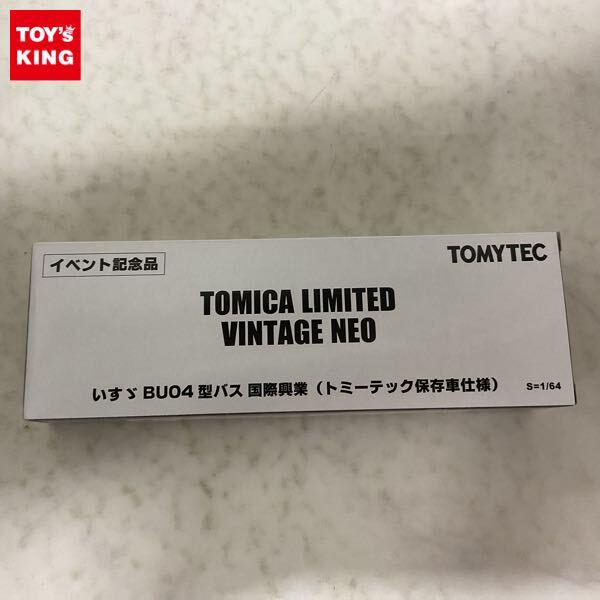 TOY's
KING
イベント記念品
TOMYTEC
TOMICA LIMITED
VINTAGE NEO
いすゞ BU04 型バス 国際興業（トミーテック保存車仕様）
S=1/64